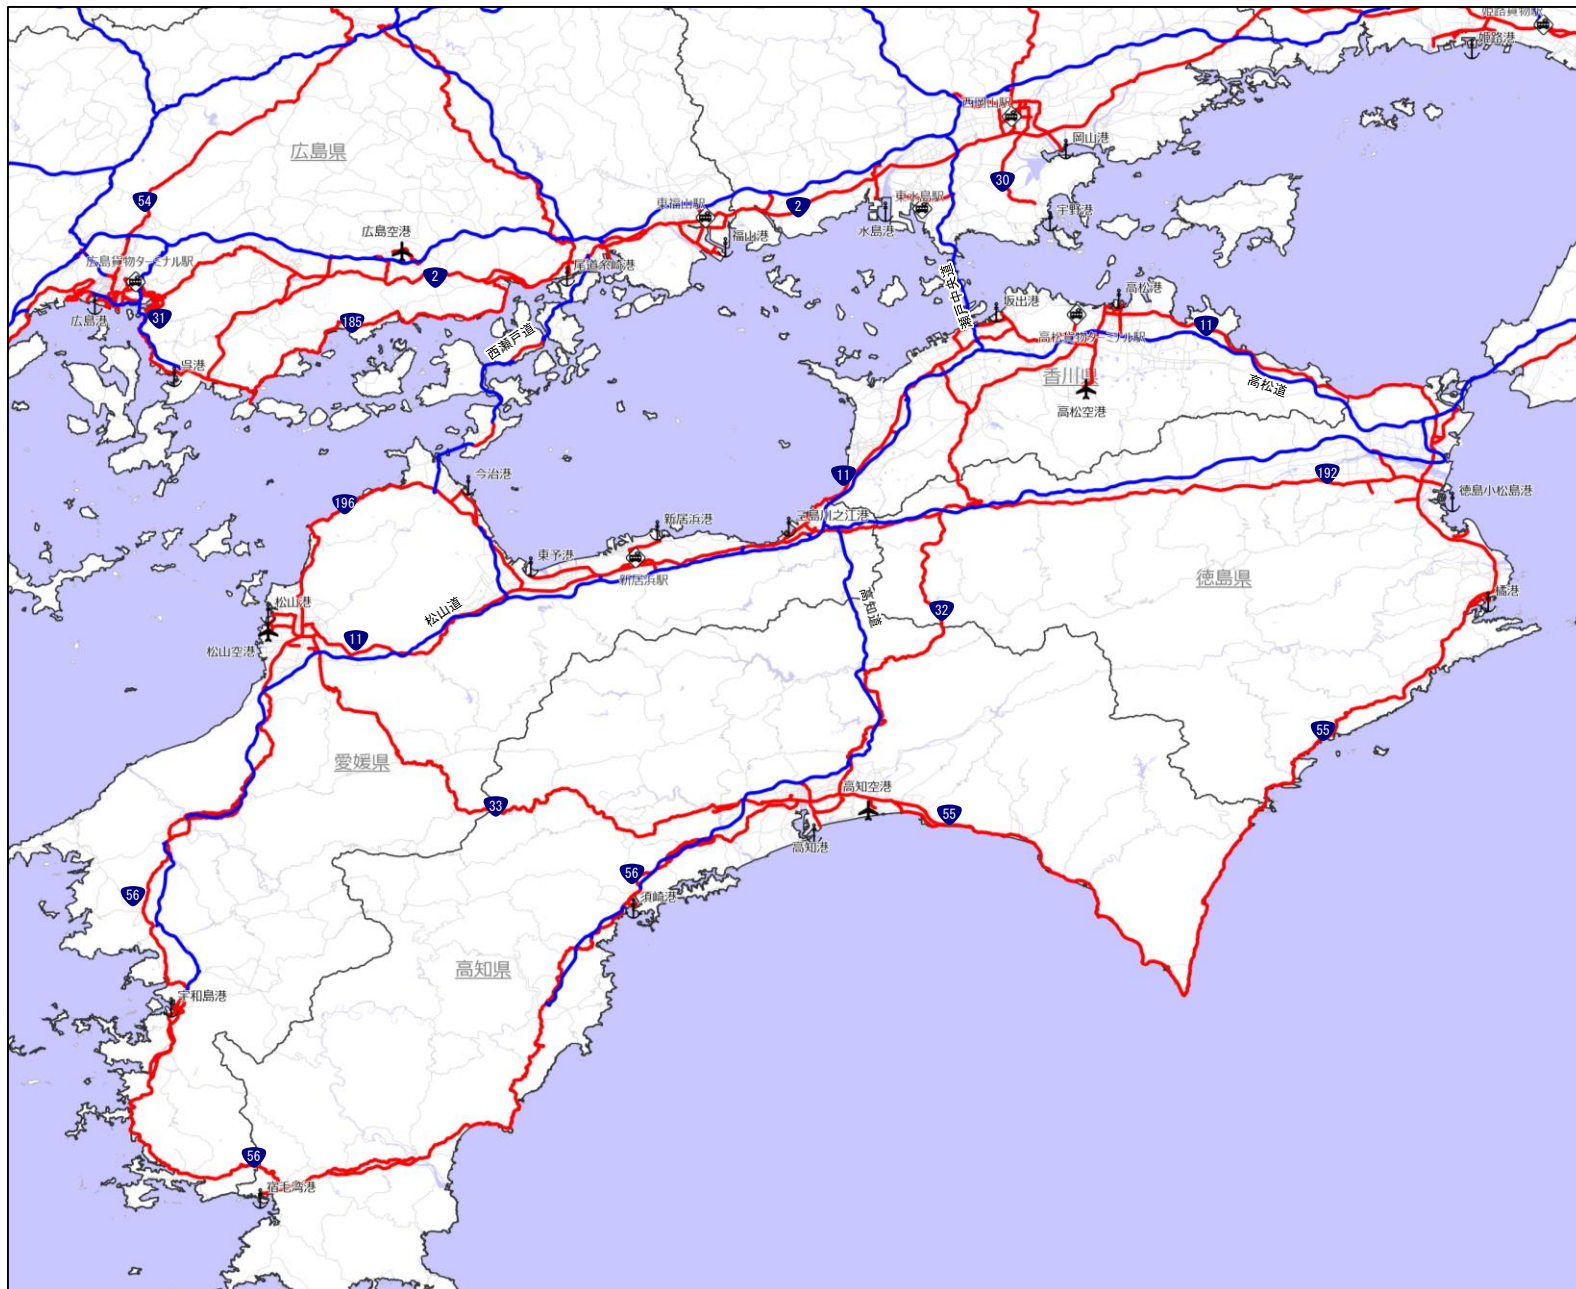 姫路貨物駅
姫路港
西岡山駅
岡山港
広島県
54
30
東水島駅
宇野港
2
東福山駅
水島港
福山港
広島空港
広島貨物ターミナル駅
2
尾道糸崎港
瀬戸中央道
坂出港
高松港
広島港
31
185
11
高松貨物ターミナル駅
西瀬戸道
呉港
香川県
高松道
高松空港
今治港
11
192
196
徳島小松島港
新居浜港
三島川之江港
東予港
新居浜駅
徳島県
橘港
松山港
松山道
高知道
32
11
松山空港
55
愛媛県
33
高知空港
55
高知港
56
56
須崎港
高知県
宇和島港
56
宿毛湾港